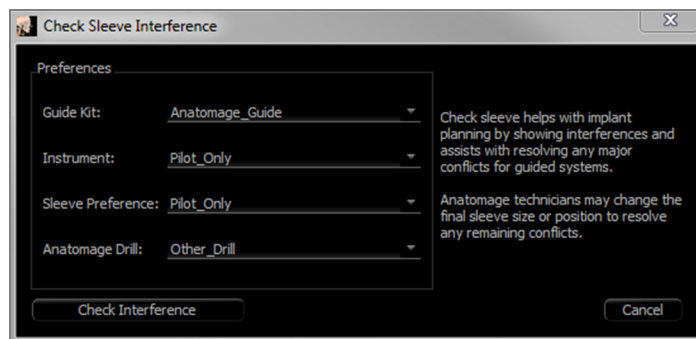 Check Sleeve Interference
Preferences
Guide Kit: Anatomage_Guide
Instrument: Pilot_Only
Sleeve Preference: Pilot_Only
Anatomage Drill: Other_Drill
Check sleeve helps with implant
planning by showing interferences and
assists with resolving any major
conflicts for guided systems.
Anatomage technicians may change the
final sleeve size or position to resolve
any remaining conflicts.
Check Interference
Cancel